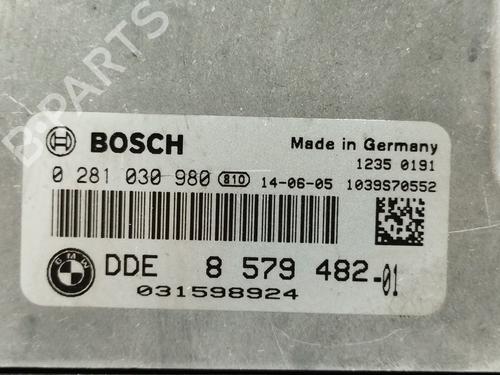 B-PARTS
BOSCH Made in Germany
1235 0191
0 281 030 980 810 14-06-05 1039S70552
BMW DDE 8 579 482-01
031598924